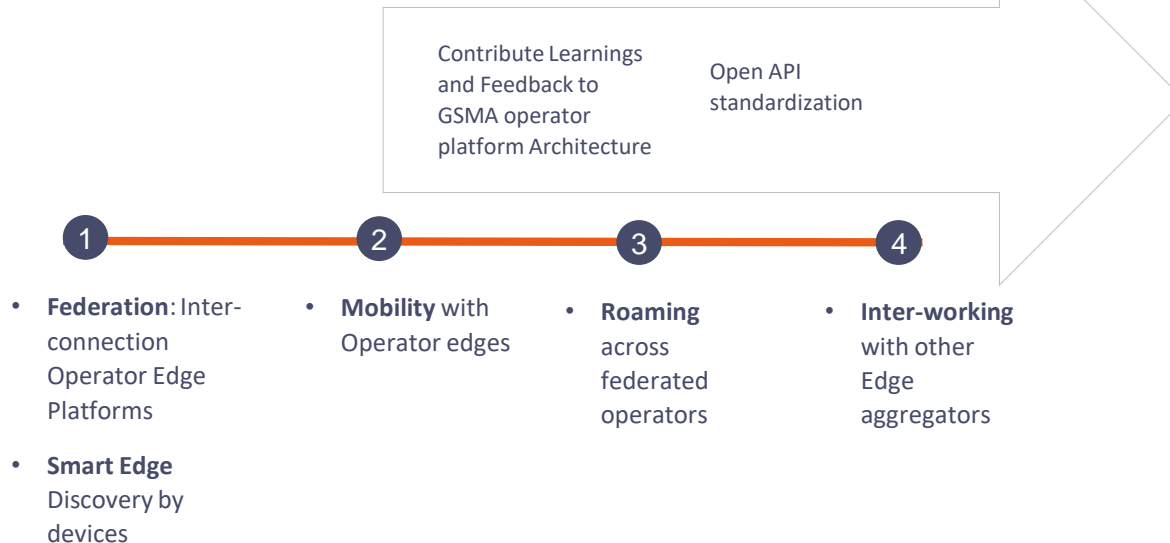 Contribute Learnings
and Feedback to
GSMA operator
platform Architecture
Open API
standardization
1
2
3
4
• Federation: Inter-
connection
Operator Edge
Platforms
• Smart Edge
Discovery by
devices
• Mobility with
Operator edges
• Roaming
across
federated
operators
• Inter-working
with other
Edge
aggregators